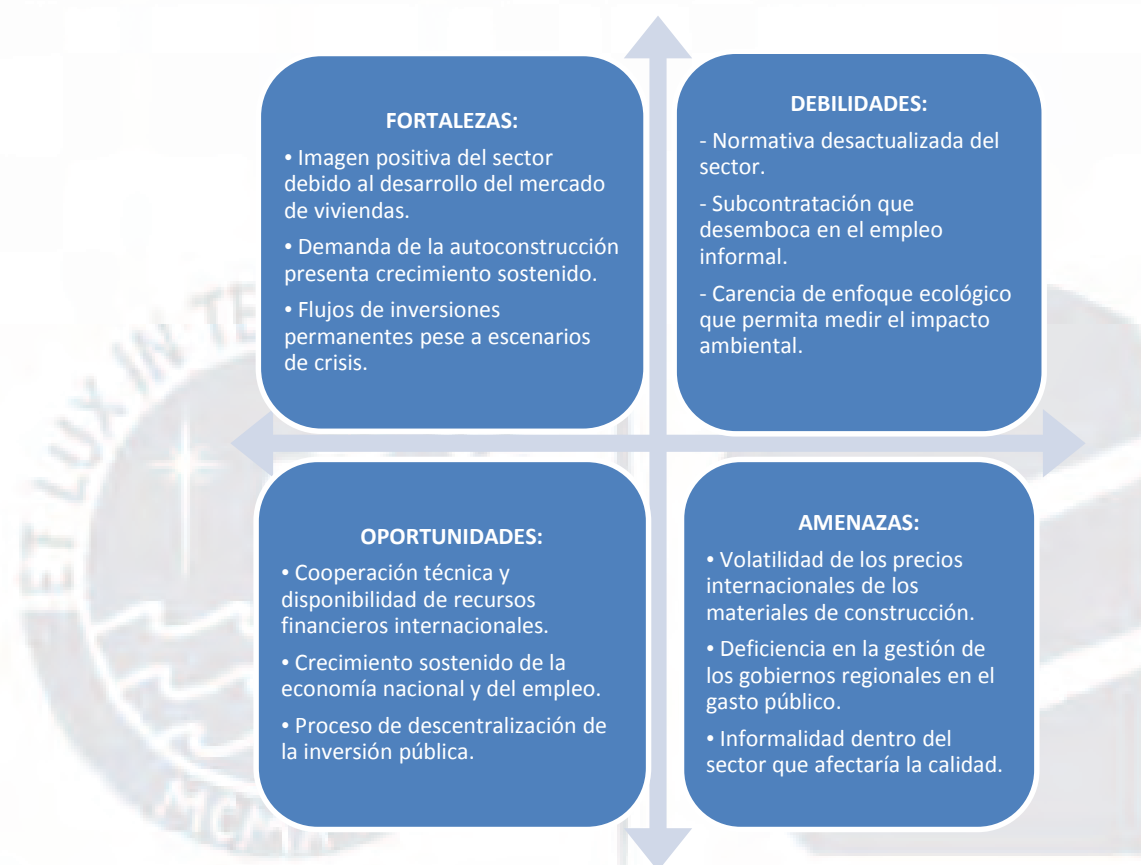 FORTALEZAS:
• Imagen positiva del sector
debido al desarrollo del mercado
de viviendas.
• Demanda de la autoconstrucción
presenta crecimiento sostenido.
• Flujos de inversiones
permanentes pese a escenarios
de crisis.
DEBILIDADES:
- Normativa desactualizada del
sector.
- Subcontratación que
desemboca en el empleo
informal.
- Carencia de enfoque ecológico
que permita medir el impacto
ambiental.
OPORTUNIDADES:
• Cooperación técnica y
disponibilidad de recursos
financieros internacionales.
• Crecimiento sostenido de la
economía nacional y del empleo.
• Proceso de descentralización de
la inversión pública.
AMENAZAS:
• Volatilidad de los precios
internacionales de los
materiales de construcción.
• Deficiencia en la gestión de
los gobiernos regionales en el
gasto público.
• Informalidad dentro del
sector que afectaría la calidad.
ET LUX IN TE